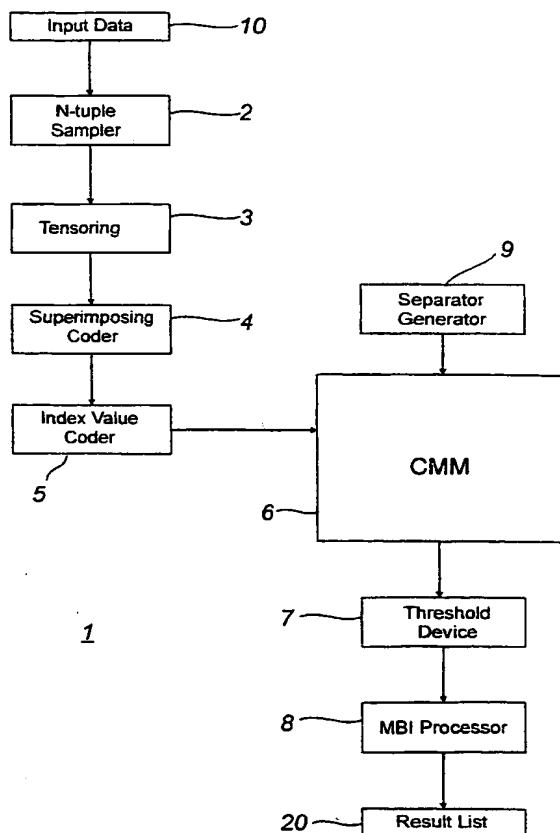 Input Data
10
N-tuple
Sampler
2
Tensoring
3
Superimposing
Coder
4
Index Value
Coder
5
9
Separator
Generator
CMM
6
1
7
Threshold
Device
8
MBI Processor
20
Result List